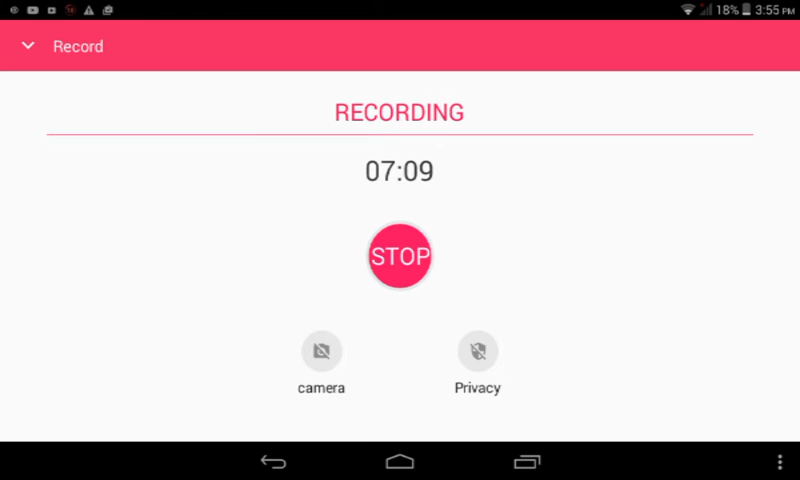 18% 3:55 PM
Record
RECORDING
07:09
STOP
camera Privacy